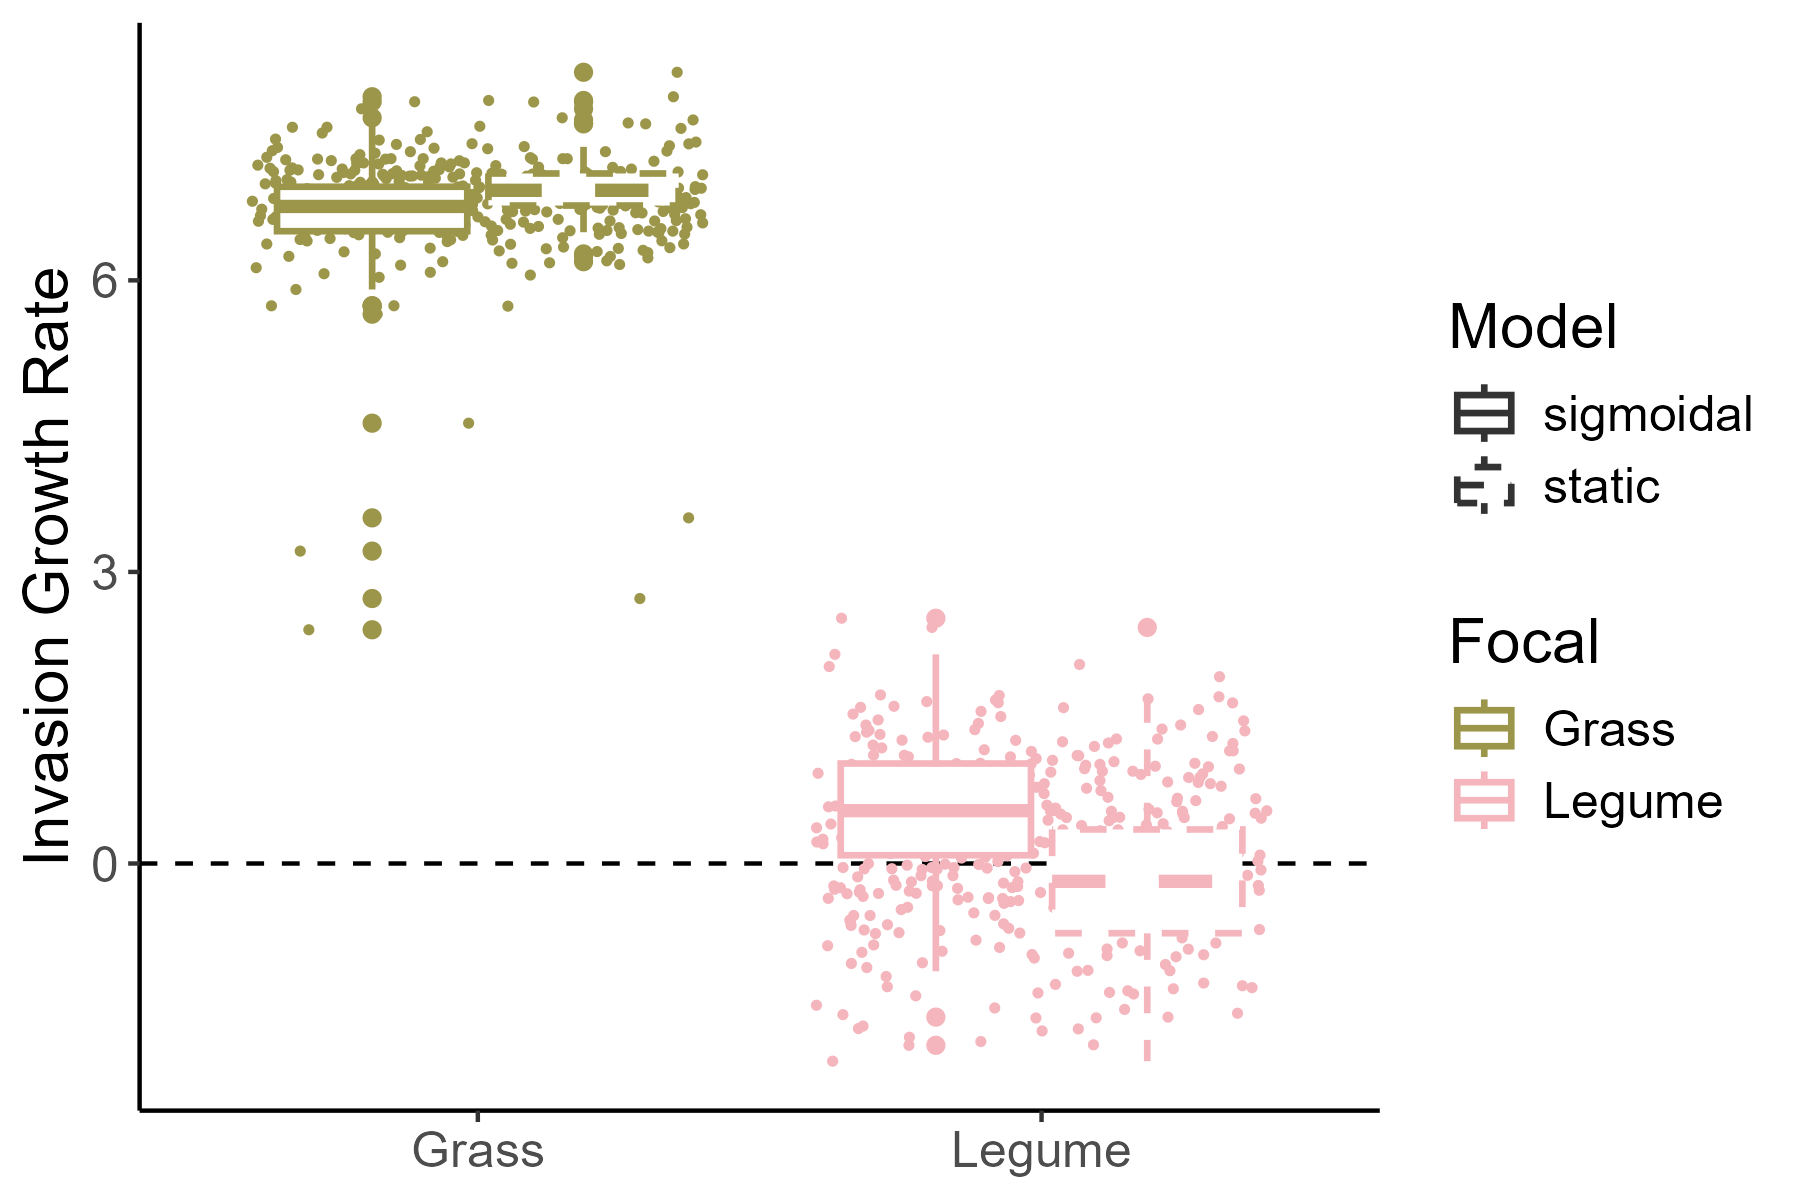 Invasion Growth Rate
6
3
0
Grass
Legume
Model
sigmoidal
static
Focal
Grass
Legume